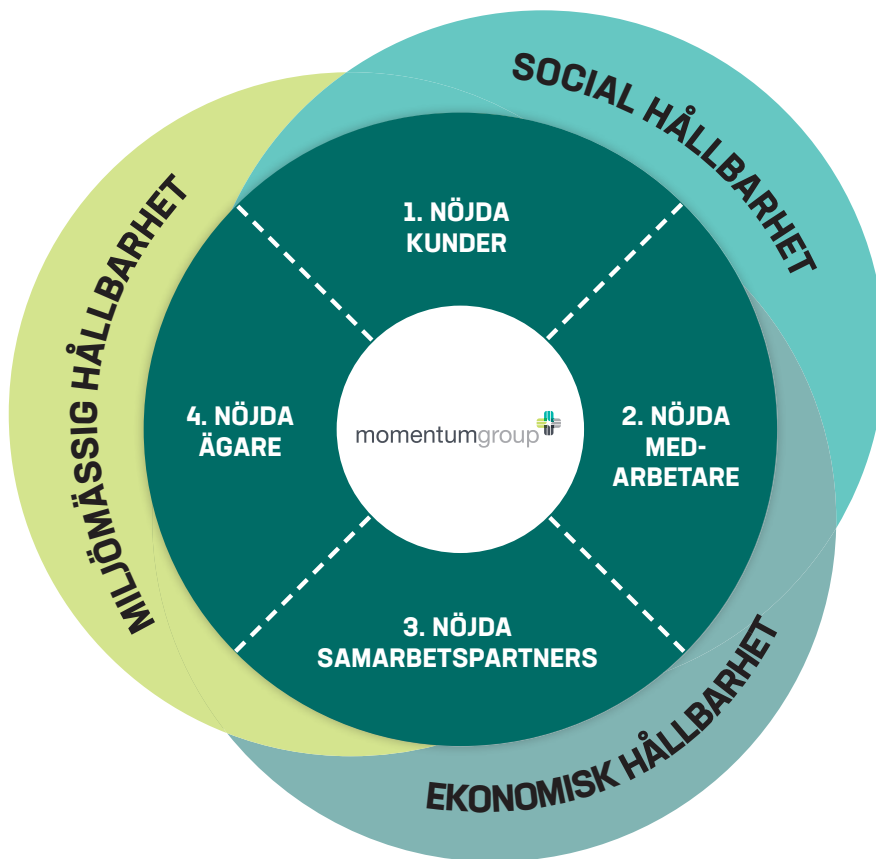 SOCIAL HÅLLBARHET
MILJÖMÄSSIG HÅLLBARHET
1. NÖJDA
KUNDER
4. NÖJDA
ÄGARE
momentumgroup
2. NÖJDA
MED-
ARBETARE
3. NÖJDA
SAMARBETSPARTNERS
EKONOMISK HÅLLBARHET